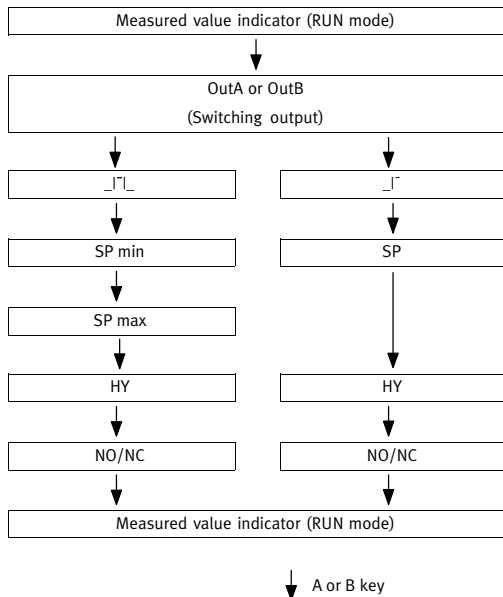 Measured value indicator (RUN mode)
OutA or OutB
(Switching output)
_|¯|_ _|¯
SP min SP
SP max
HY HY
NO/NC NO/NC
Measured value indicator (RUN mode)
A or B key